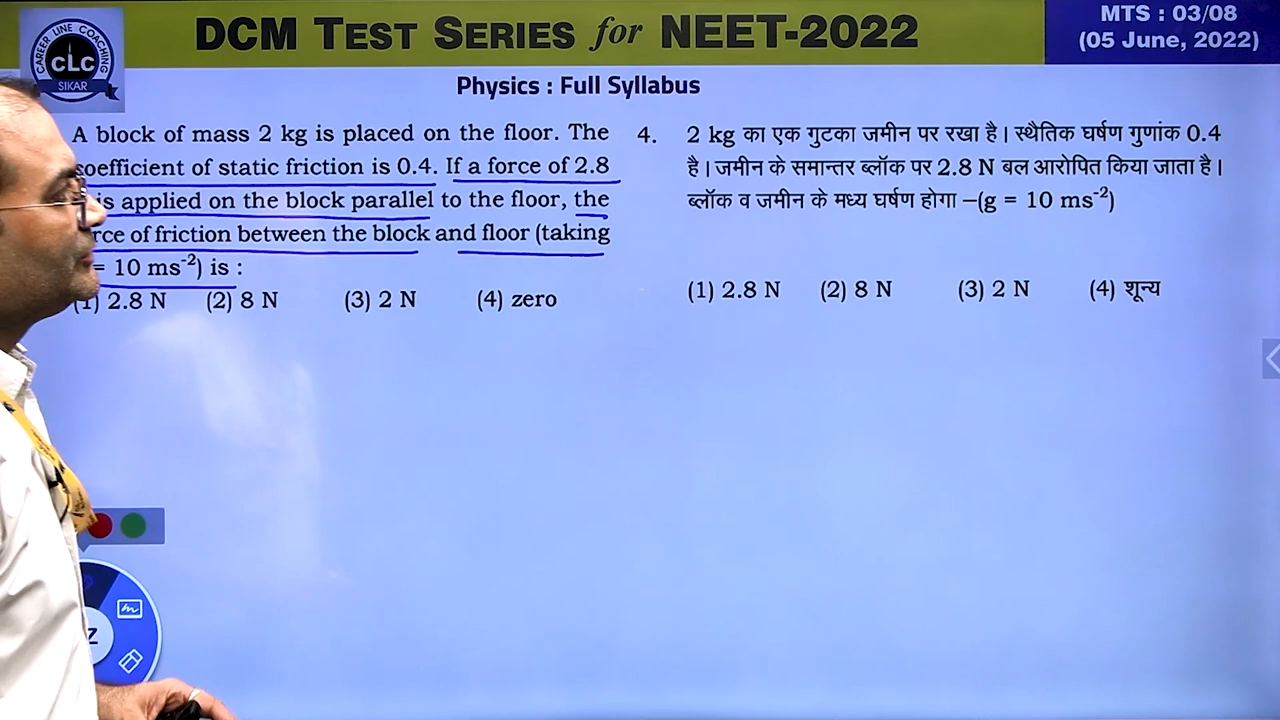 DCM TEST SERIES for NEET-2022
MTS : 03/08
(05 June, 2022)
CAREER LINE COACHING
CLC
SIKAR
Physics : Full Syllabus
A block of mass 2 kg is placed on the floor. The
coefficient of static friction is 0.4. If a force of 2.8
is applied on the block parallel to the floor, the
rce of friction between the block and floor (taking
= 10 ms⁻²) is :
(1) 2.8 N (2) 8 N (3) 2 N (4) zero
4. 2 kg का एक गुटका जमीन पर रखा है। स्थैतिक घर्षण गुणांक 0.4
है। जमीन के समान्तर ब्लॉक पर 2.8 N बल आरोपित किया जाता है।
ब्लॉक व जमीन के मध्य घर्षण होगा –(g = 10 ms⁻²)
(1) 2.8 N (2) 8 N (3) 2 N (4) शून्य
Z